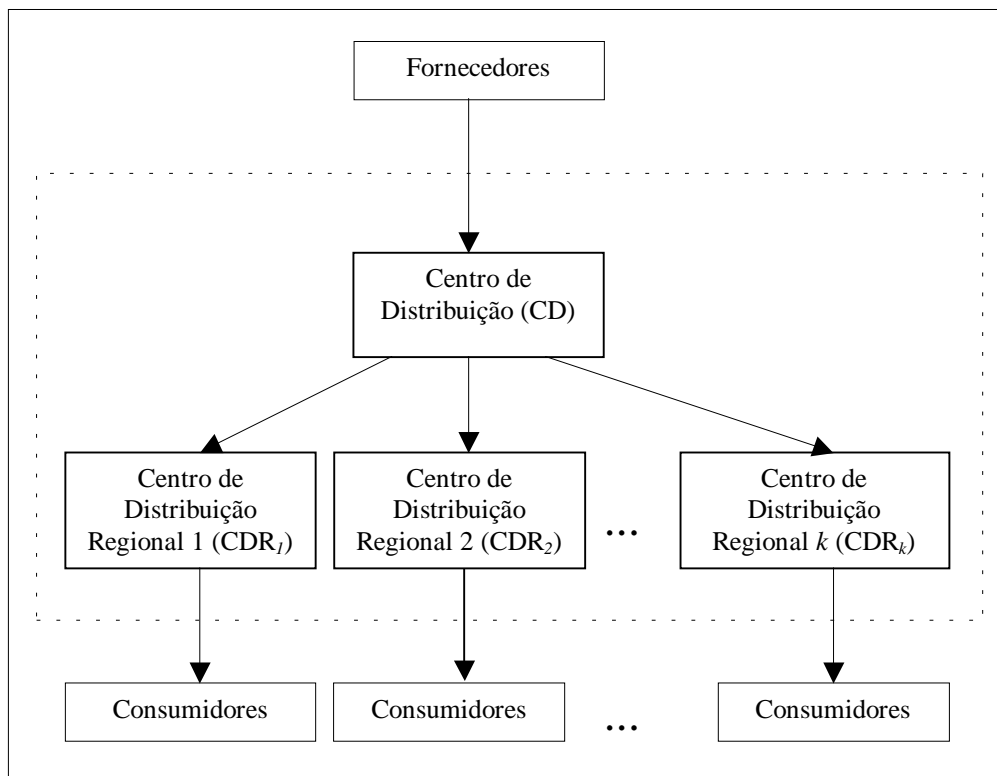 Fornecedores
Centro de
Distribuição (CD)
Centro de
Distribuição
Regional 1 (CDR1)
Centro de
Distribuição
Regional 2 (CDR2)
...
Centro de
Distribuição
Regional k (CDRk)
Consumidores
Consumidores
...
Consumidores